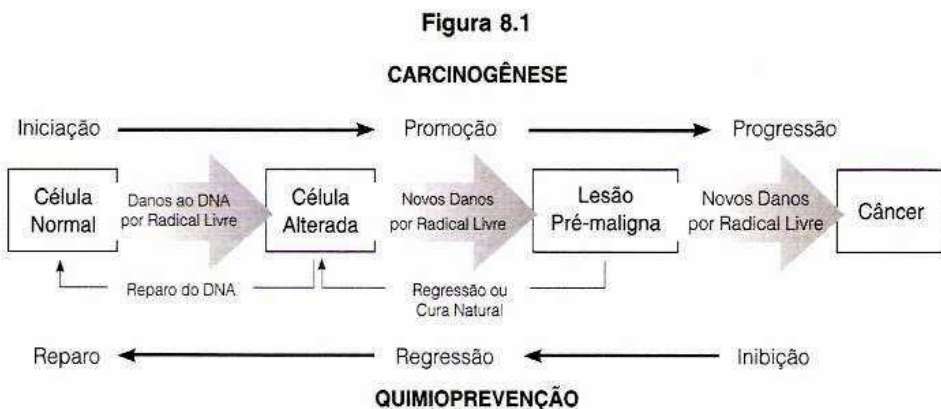 Figura 8.1
CARCINOGÊNESE
Iniciação Promoção Progressão
Célula
Normal
Danos ao DNA
por Radical Livre
Célula
Alterada
Novos Danos
por Radical Livre
Lesão
Pré-maligna
Novos Danos
por Radical Livre
Câncer
Reparo do DNA
Regressão ou
Cura Natural
Reparo Regressão Inibição
QUIMIOPREVENÇÃO